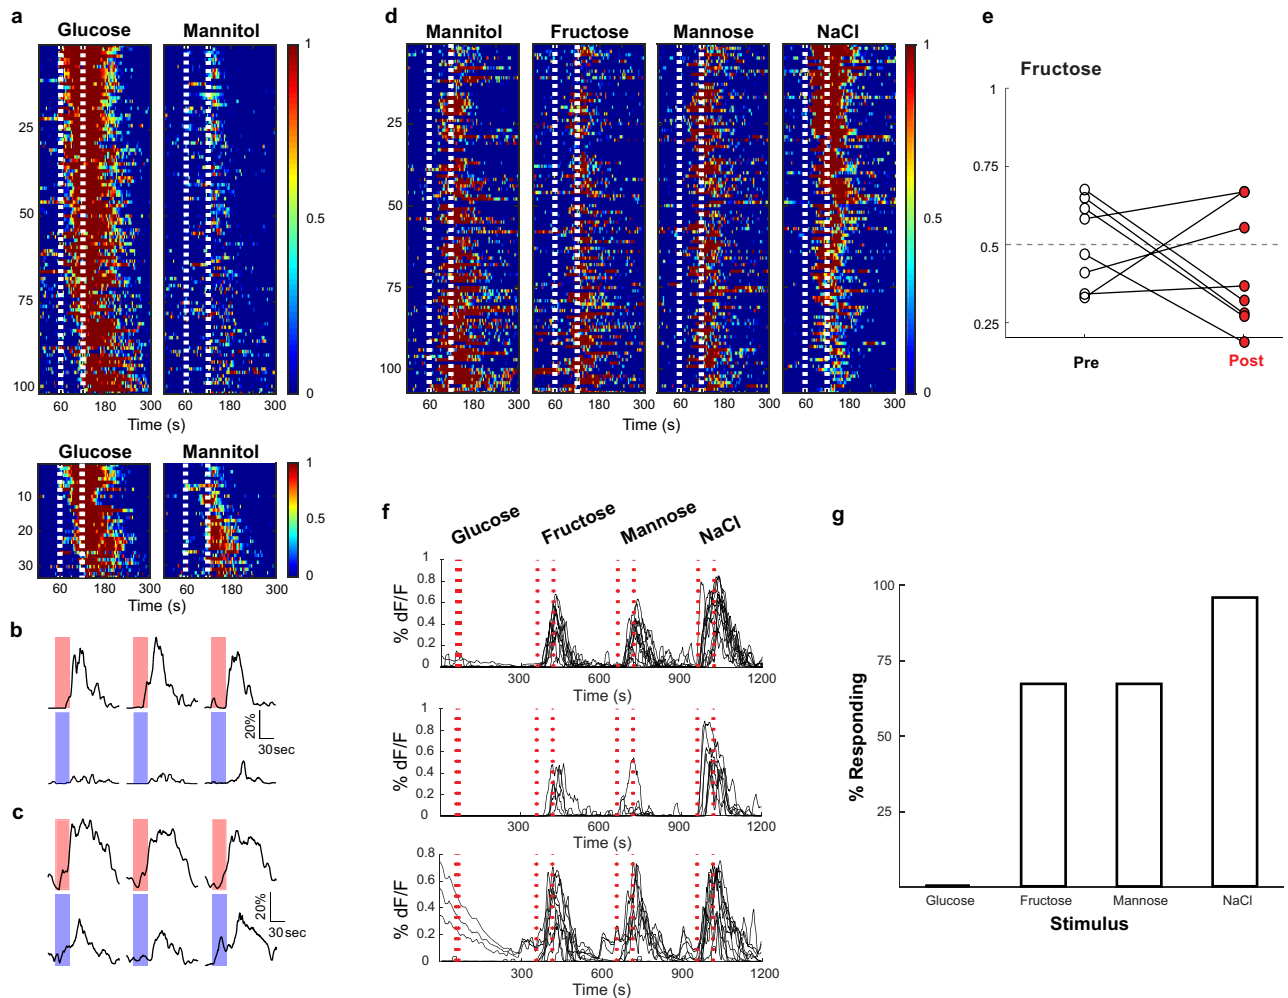 a
Glucose
Mannitol
25
50
75
100
60
180
300
60
180
300
Time (s)
1
0.5
0
Glucose
Mannitol
10
20
30
60
180
300
60
180
300
Time (s)
1
0.5
0
b
20%
30sec
c
20%
30sec
d
Mannitol
Fructose
Mannose
NaCl
25
50
75
100
60
180
300
60
180
300
60
180
300
60
180
300
Time (s)
1
0.5
0
e
Fructose
1
0.75
0.5
0.25
Pre
Post
f
Glucose
Fructose
Mannose
NaCl
% dF/F
1
0.8
0.6
0.4
0.2
0
300
600
900
1200
Time (s)
% dF/F
1
0.8
0.6
0.4
0.2
0
300
600
900
1200
Time (s)
% dF/F
0.8
0.6
0.4
0.2
0
300
600
900
1200
Time (s)
g
% Responding
100
75
50
25
Glucose
Fructose
Mannose
NaCl
Stimulus